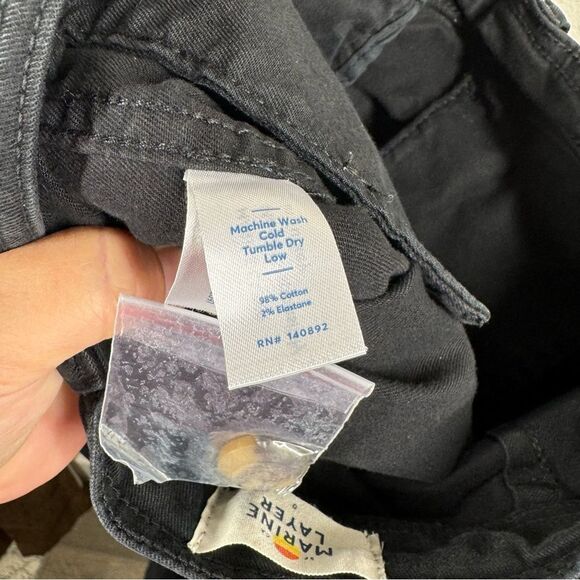 Machine Wash
Cold
Tumble Dry
Low
98% Cotton
2% Elastane
RN# 140892
MARINE
LAYER